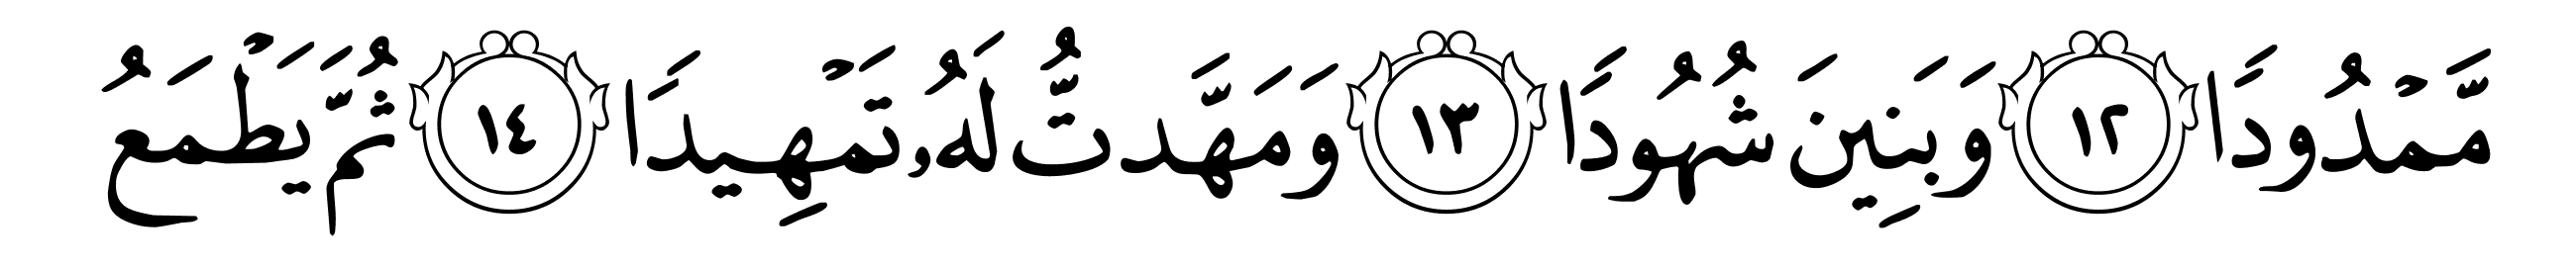 مَّمْدُودًا ١٢ وَبَنِينَ شُهُودًا ١٣ وَمَهَّدتُّ لَهُۥ تَمْهِيدًا ١٤ ثُمَّ يَطْمَعُ